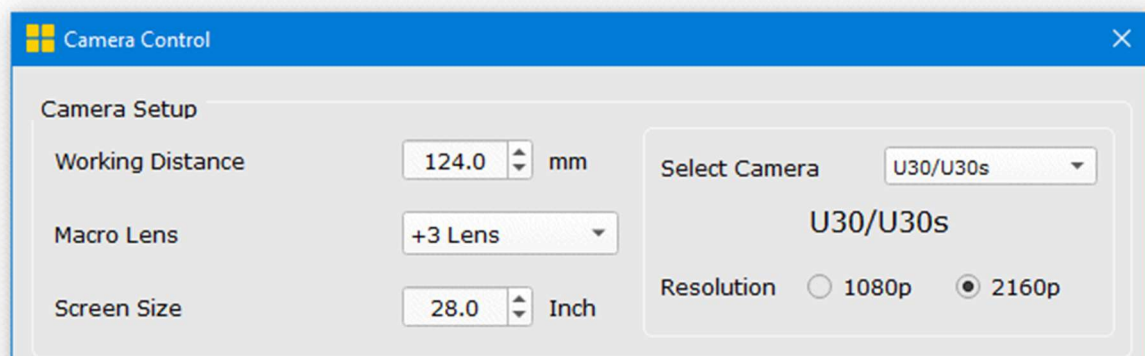 Camera Control
Camera Setup
Working Distance 124.0 mm
Macro Lens +3 Lens
Screen Size 28.0 Inch
Select Camera U30/U30s
U30/U30s
Resolution 1080p 2160p